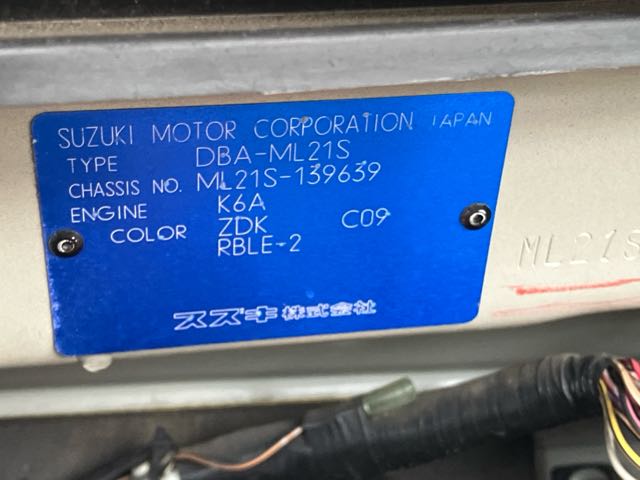 SUZUKI MOTOR CORPORATION JAPAN
TYPE DBA-ML21S
CHASSIS NO. ML21S-139639
ENGINE K6A
COLOR ZDK C09
RBLE-2
スズキ株式会社
ML21S